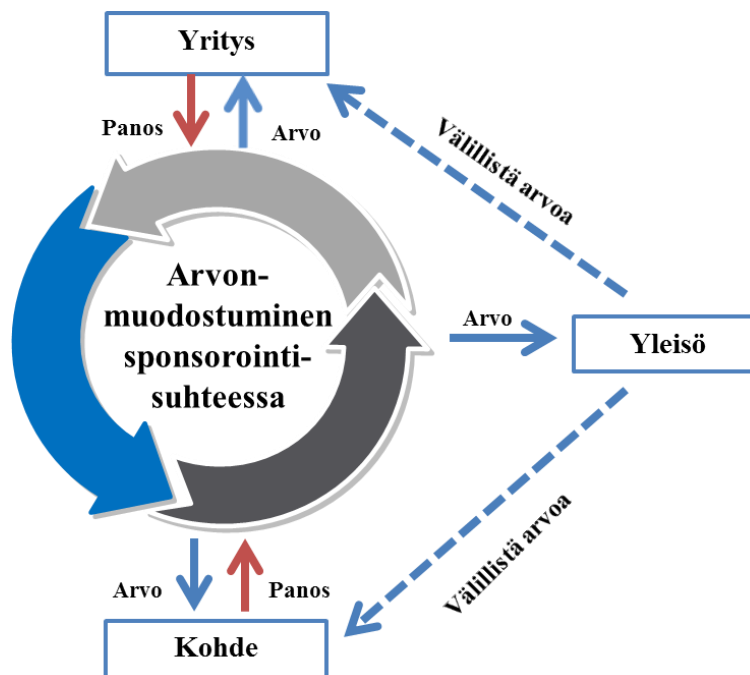 Yritys
Panos
Arvo
Välillistä arvoa
Arvon-
muodostuminen
sponsorointi-
suhteessa
Arvo
Yleisö
Välillistä arvoa
Arvo
Panos
Kohde